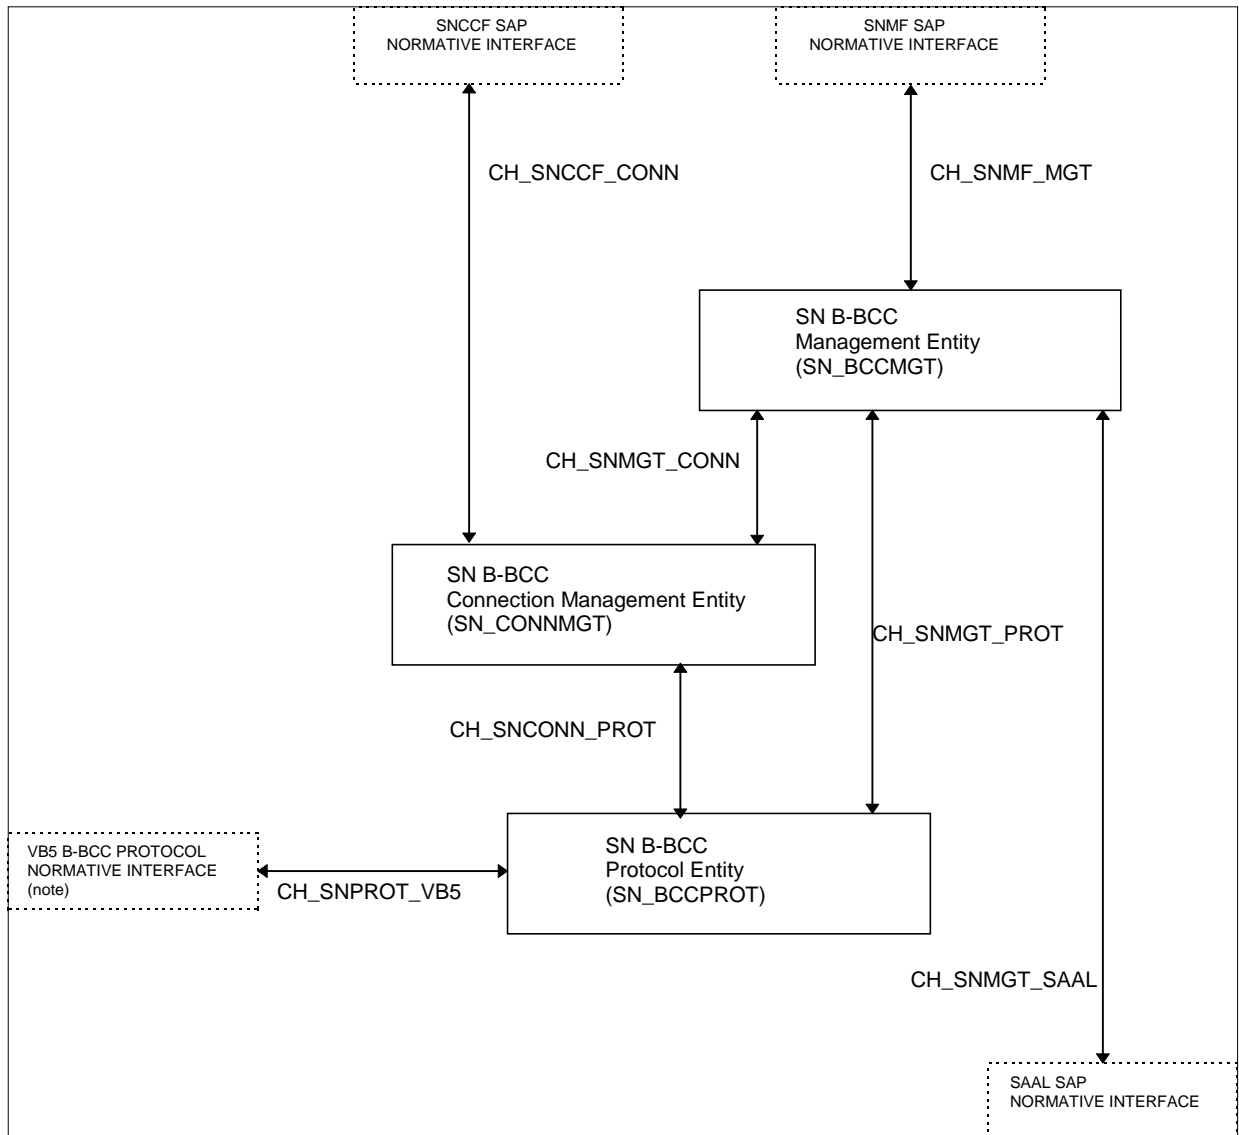 SNCCF SAP
NORMATIVE INTERFACE
SNMF SAP
NORMATIVE INTERFACE
CH_SNCCF_CONN
CH_SNMF_MGT
SN B-BCC
Management Entity
(SN_BCCMGT)
CH_SNMGT_CONN
SN B-BCC
Connection Management Entity
(SN_CONNMGT)
CH_SNMGT_PROT
CH_SNCONN_PROT
SN B-BCC
Protocol Entity
(SN_BCCPROT)
VB5 B-BCC PROTOCOL
NORMATIVE INTERFACE
(note)
CH_SNPROT_VB5
CH_SNMGT_SAAL
SAAL SAP
NORMATIVE INTERFACE